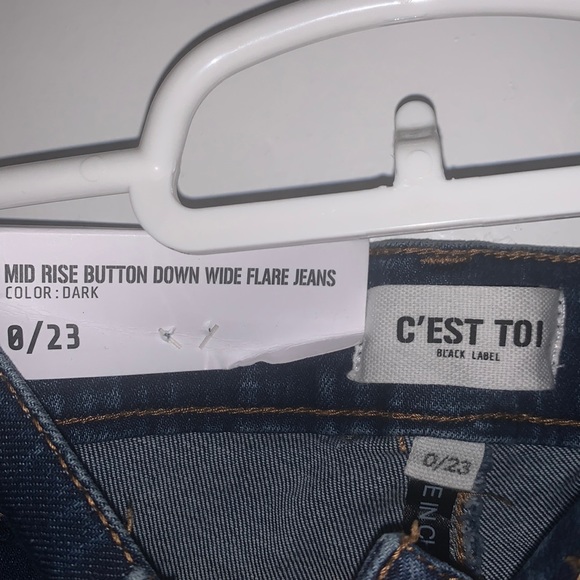 MID RISE BUTTON DOWN WIDE FLARE JEANS
COLOR: DARK
0/23
C'EST TOI
BLACK LABEL
0/23